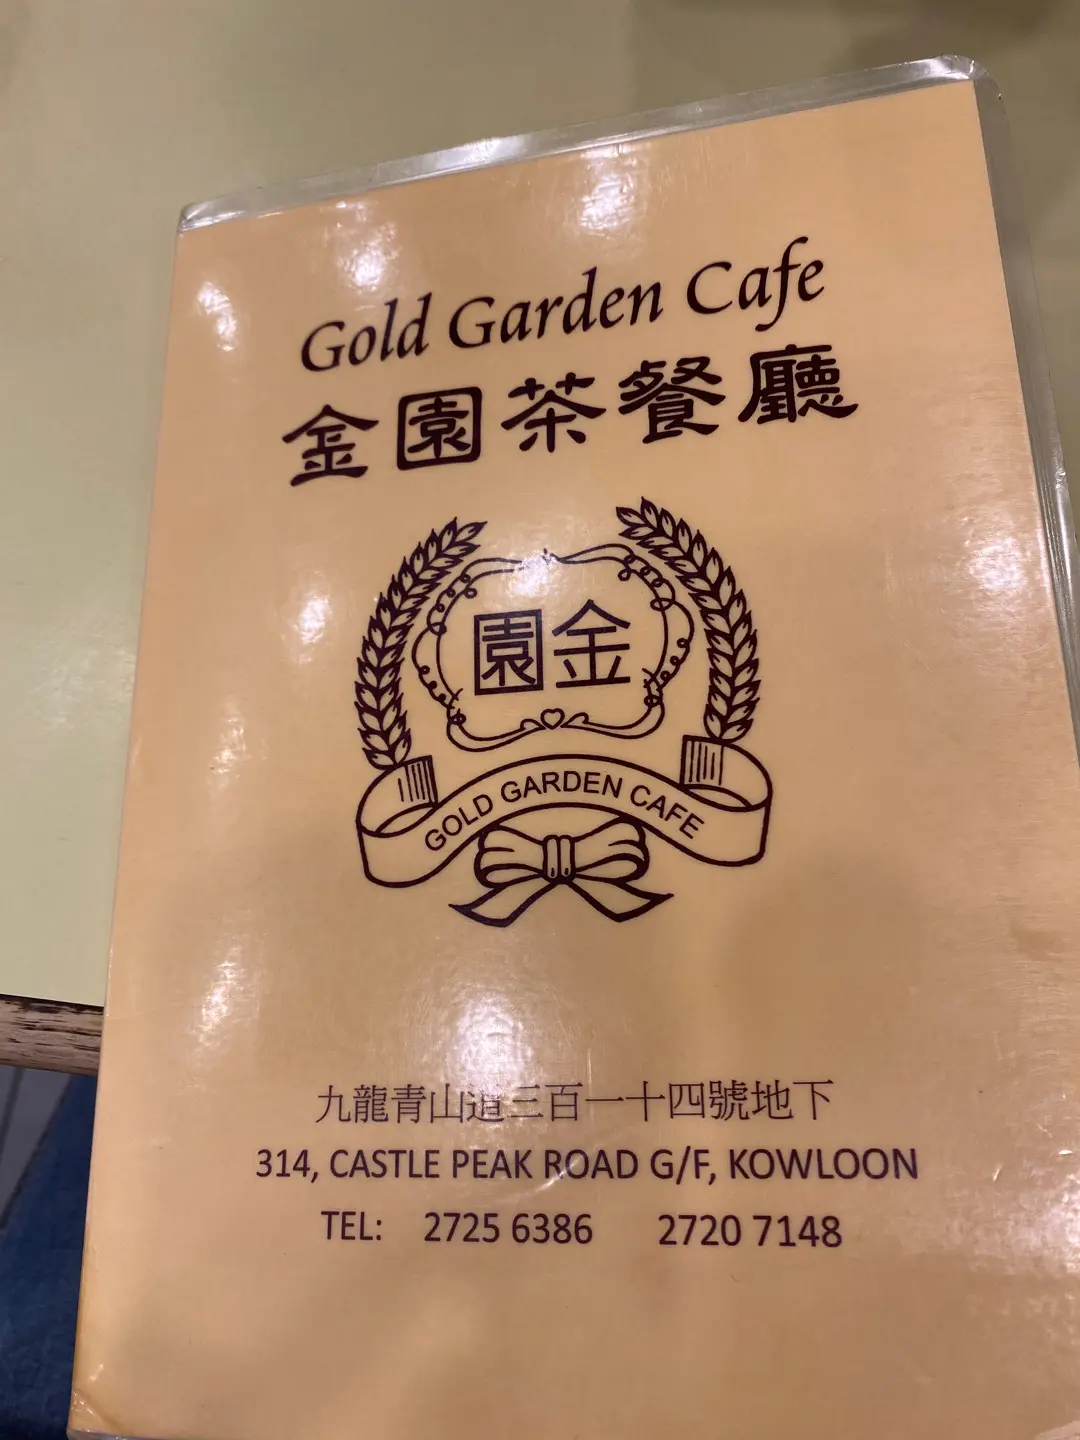 Gold Garden Cafe
金園茶餐廳
園金
GOLD GARDEN CAFE
九龍青山道三百一十四號地下
314, CASTLE PEAK ROAD G/F, KOWLOON
TEL: 2725 6386 2720 7148